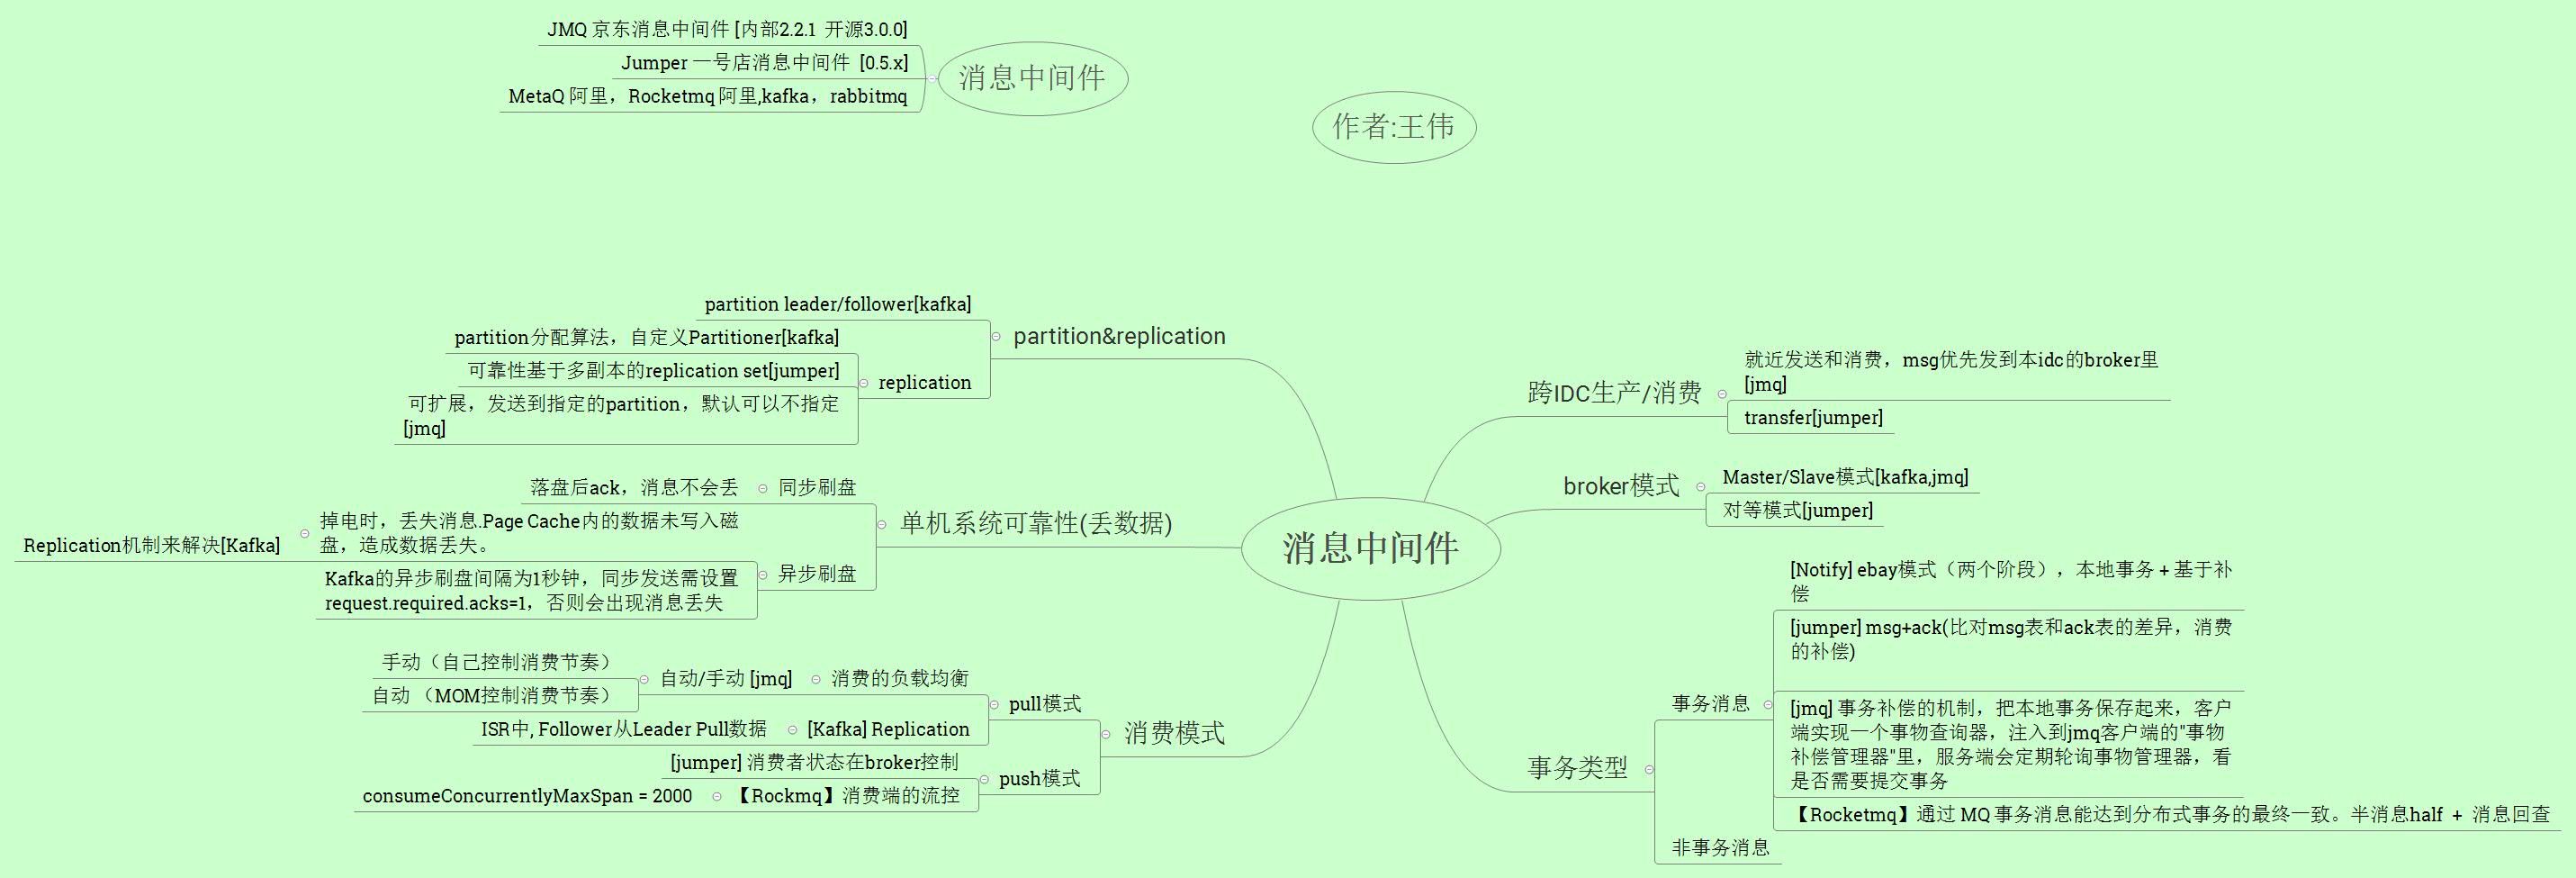 JMQ 京东消息中间件 [内部2.2.1  开源3.0.0]
Jumper 一号店消息中间件  [0.5.x]
MetaQ 阿里，Rocketmq 阿里,kafka，rabbitmq
消息中间件
作者:王伟
partition leader/follower[kafka]
partition分配算法，自定义Partitioner[kafka]
可靠性基于多副本的replication set[jumper]
可扩展，发送到指定的partition，默认可以不指定
[jmq]
replication
partition&replication
落盘后ack，消息不会丢
同步刷盘
掉电时，丢失消息.Page Cache内的数据未写入磁
盘，造成数据丢失。
Replication机制来解决[Kafka]
Kafka的异步刷盘间隔为1秒钟，同步发送需设置
request.required.acks=1，否则会出现消息丢失
异步刷盘
单机系统可靠性(丢数据)
手动（自己控制消费节奏）
自动 （MOM控制消费节奏）
自动/手动 [jmq]
消费的负载均衡
ISR中, Follower从Leader Pull数据
[Kafka] Replication
pull模式
[jumper] 消费者状态在broker控制
consumeConcurrentlyMaxSpan = 2000
【Rockmq】消费端的流控
push模式
消费模式
消息中间件
跨IDC生产/消费
就近发送和消费，msg优先发到本idc的broker里
[jmq]
transfer[jumper]
broker模式
Master/Slave模式[kafka,jmq]
对等模式[jumper]
事务类型
事务消息
[Notify] ebay模式（两个阶段），本地事务 + 基于补
偿
[jumper] msg+ack(比对msg表和ack表的差异，消费
的补偿)
[jmq] 事务补偿的机制，把本地事务保存起来，客户
端实现一个事物查询器，注入到jmq客户端的"事物
补偿管理器"里，服务端会定期轮询事物管理器，看
是否需要提交事务
【Rocketmq】通过 MQ 事务消息能达到分布式事务的最终一致。半消息half  +  消息回查
非事务消息